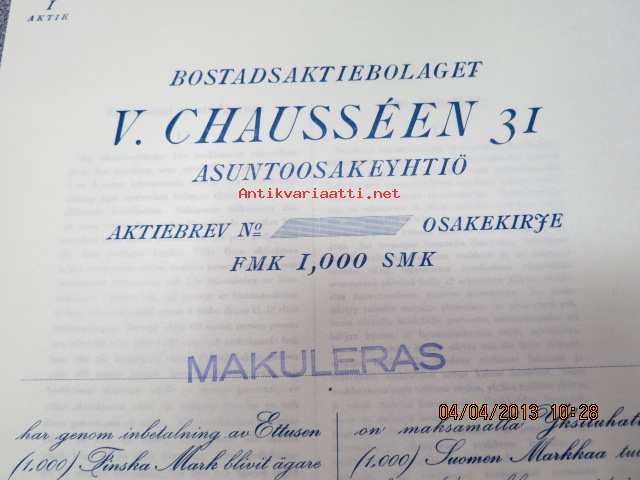 1
AKTIE
BOSTADSAKTIEBOLAGET
V. CHAUSSÉEN 31
ASUNTOOSAKEYHTIÖ
Antikvariaatti.net
AKTIEBREV No OSAKEKIRJE
FMK 1,000 SMK
MAKULERAS
04/04/2013 10:28
har genom inbetalning av Ettusen
(1,000) Finska Mark blivit ägare
on maksamalla Yksituhat
(1,000) Suomen Markkaa tul